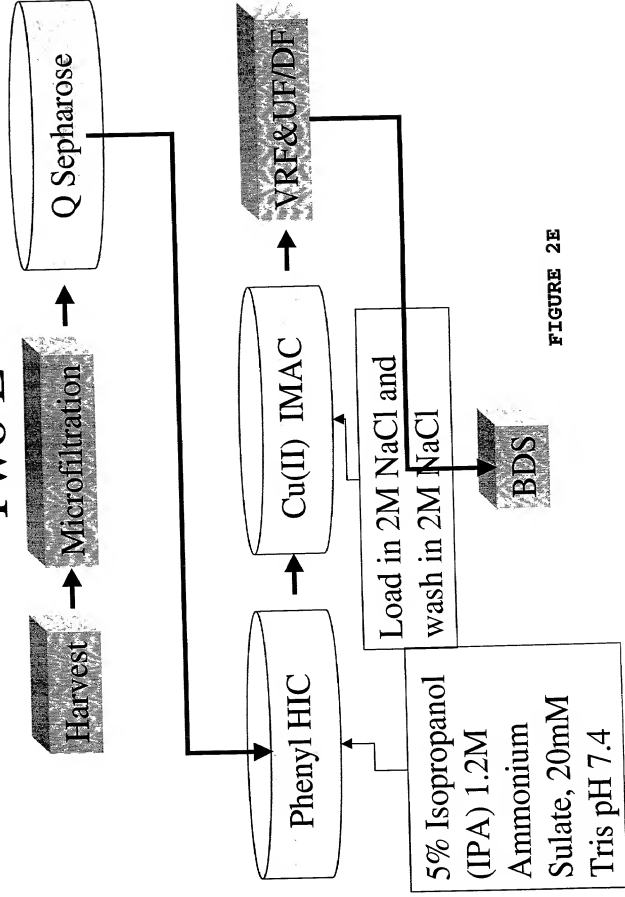 Harvest
Microfiltration
Q Sepharose
Phenyl HIC
Cu(II) IMAC
VRF&UF/DF
5% Isopropanol
(IPA) 1.2M
Ammonium
Sulate, 20mM
Tris pH 7.4
Load in 2M NaCl and
wash in 2M NaCl
BDS
FIGURE 2E